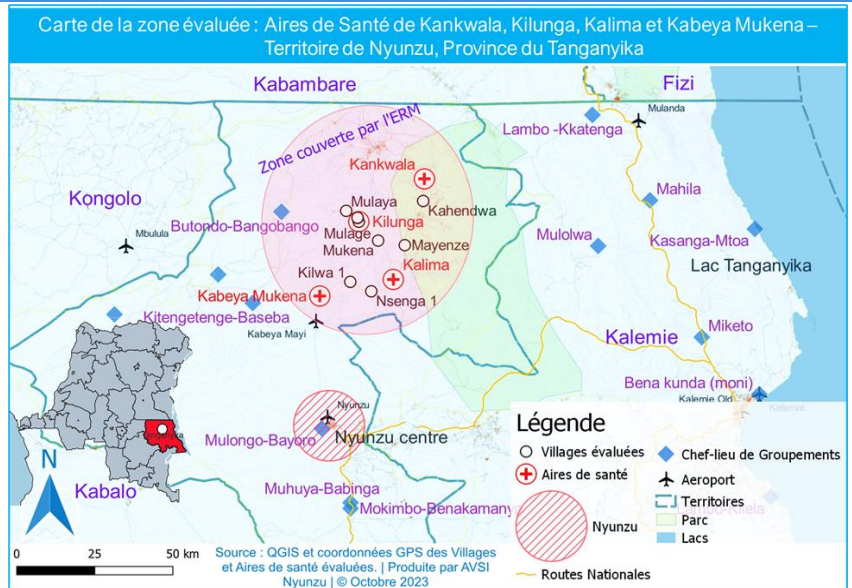 Carte de la zone évaluée : Aires de Santé de Kankwala, Kilunga, Kalima et Kabeya Mukena –
Territoire de Nyunzu, Province du Tanganyika
Kabambare
Fizi
Mulanda
Lambo -Kkatenga
Zone couverte par l'ERM
Kankwala
Kongolo
Mahila
Mulaya
Kahendwa
Butondo-Bangobango
Kilunga
Mbulula
Mulage
Mukena
Mayenze
Mulolwa
Kasanga-Mtoa
Lac Tanganyika
Kilwa 1
Kalima
Kabeya Mukena
Nsenga 1
Kitengetenge-Baseba
Kabeya Mayi
Kalemie
Miketo
Bena kunda (moni)
Kalemie Old
Nyunzu
Mulongo-Bayoro
Nyunzu centre
N
Kabalo
Muhuya-Babinga
Mokimbo-Benakamany
Légende
Villages évaluées
Aires de santé
Nyunzu
Routes Nationales
Chef-lieu de Groupements
Aeroport
Territoires
Parc
Lacs
0 25 50 km
Source : QGIS et coordonnées GPS des Villages
et Aires de santé évaluées. | Produite par AVSI
Nyunzu | © Octobre 2023